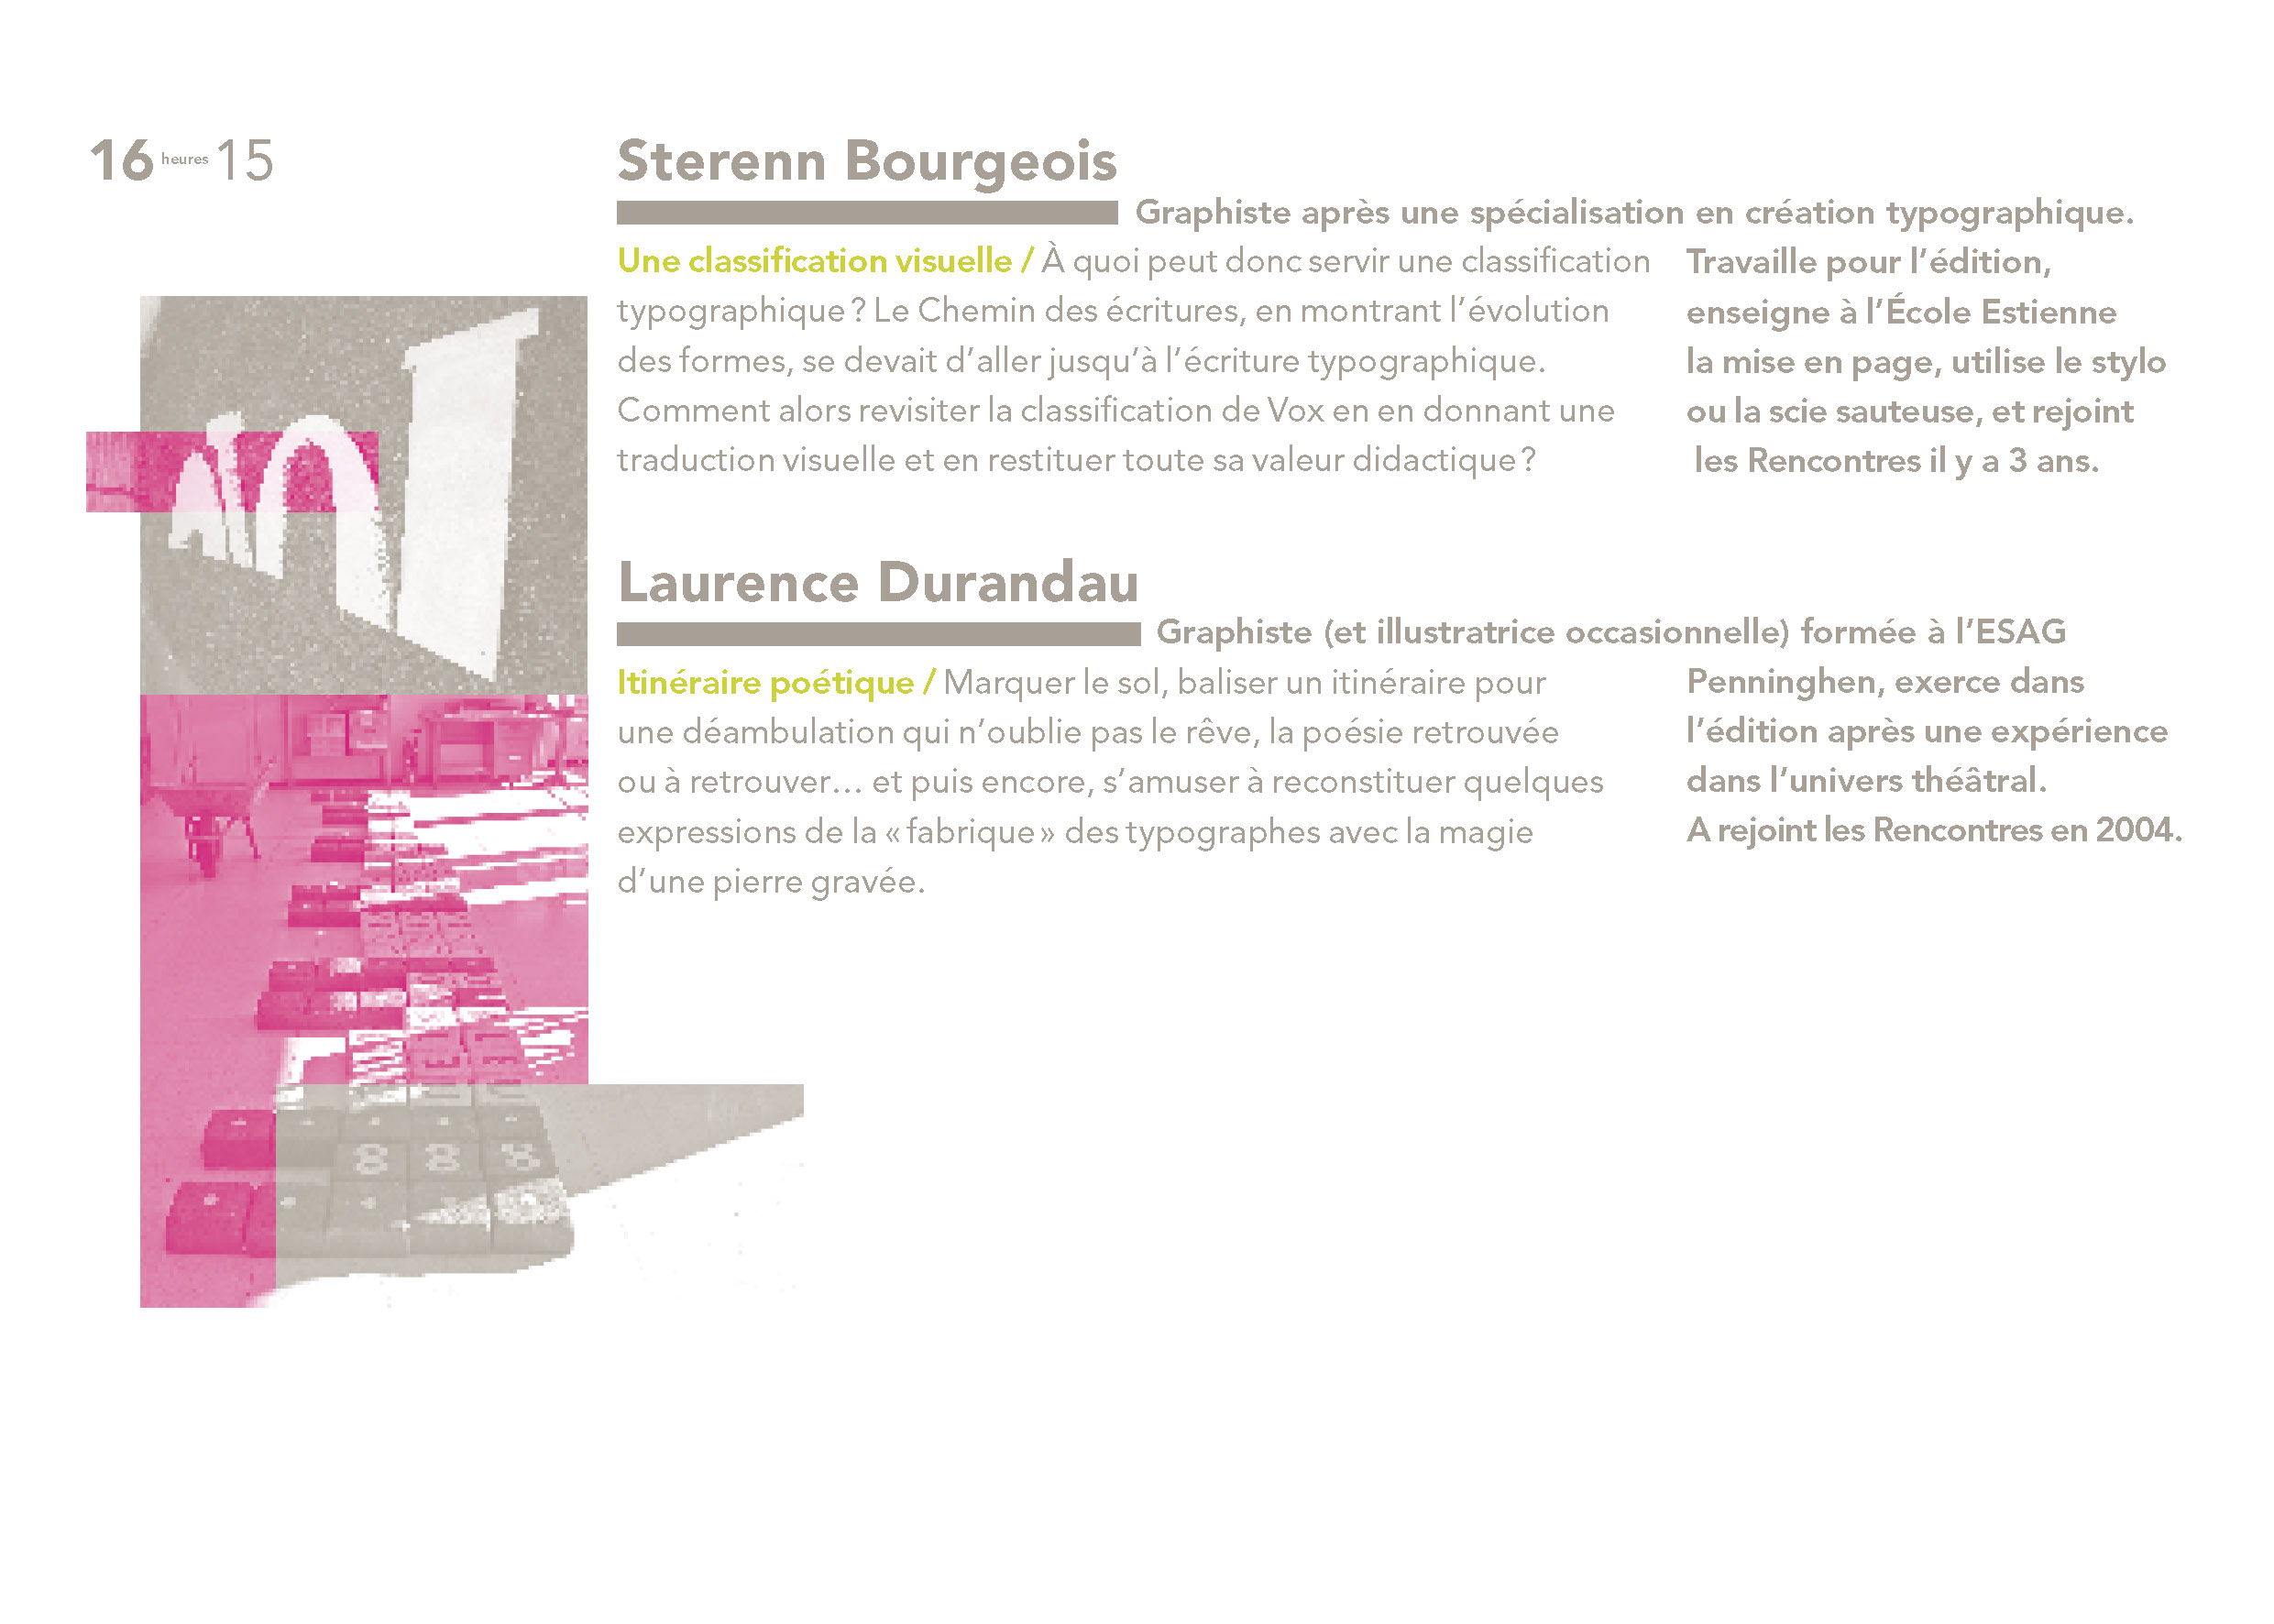 16 heures 15
Sterenn Bourgeois
Graphiste après une spécialisation en création typographique.
Travaille pour l’édition,
enseigne à l’École Estienne
la mise en page, utilise le stylo
ou la scie sauteuse, et rejoint
les Rencontres il y a 3 ans.
Une classification visuelle / À quoi peut donc servir une classification
typographique ? Le Chemin des écritures, en montrant l’évolution
des formes, se devait d’aller jusqu’à l’écriture typographique.
Comment alors revisiter la classification de Vox en en donnant une
traduction visuelle et en restituer toute sa valeur didactique ?
Laurence Durandau
Graphiste (et illustratrice occasionnelle) formée à l’ESAG
Penninghen, exerce dans
l’édition après une expérience
dans l’univers théâtral.
A rejoint les Rencontres en 2004.
Itinéraire poétique / Marquer le sol, baliser un itinéraire pour
une déambulation qui n’oublie pas le rêve, la poésie retrouvée
ou à retrouver… et puis encore, s’amuser à reconstituer quelques
expressions de la « fabrique » des typographes avec la magie
d’une pierre gravée.